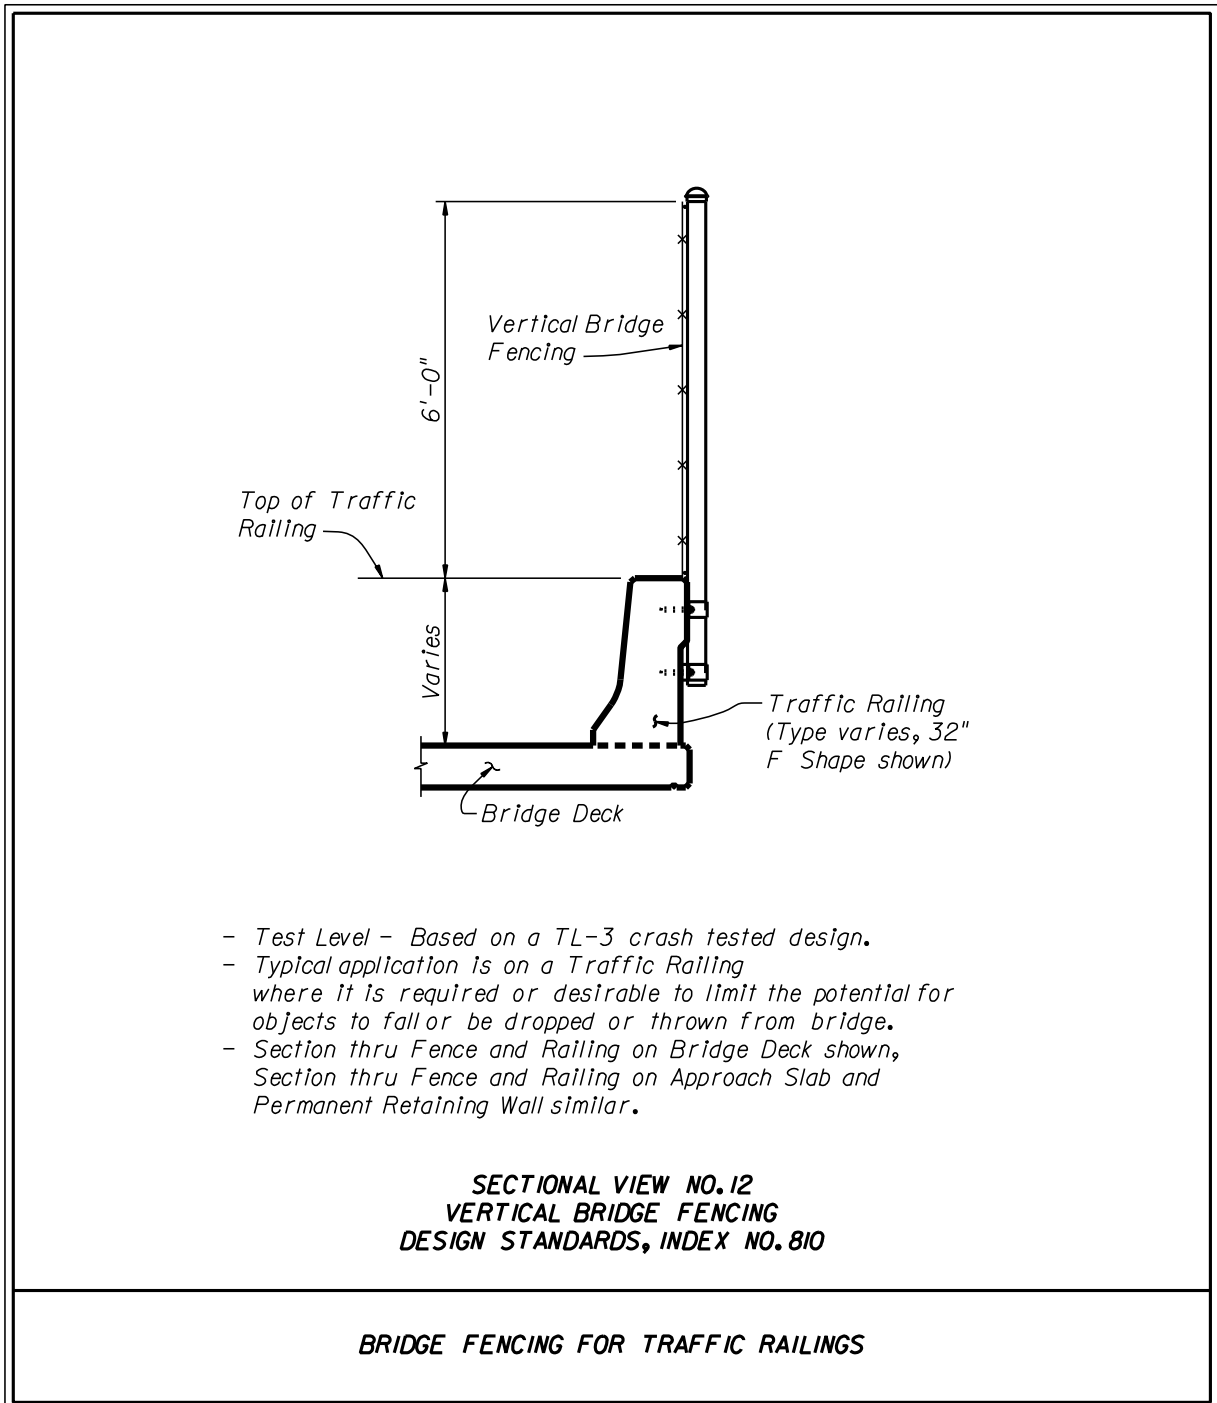 Vertical Bridge
Fencing
6'-0"
Top of Traffic
Railing
Varies
Traffic Railing
(Type varies, 32"
F Shape shown)
Bridge Deck
- Test Level - Based on a TL-3 crash tested design.
- Typical application is on a Traffic Railing
where it is required or desirable to limit the potential for
objects to fall or be dropped or thrown from bridge.
- Section thru Fence and Railing on Bridge Deck shown,
Section thru Fence and Railing on Approach Slab and
Permanent Retaining Wall similar.
SECTIONAL VIEW NO. 12
VERTICAL BRIDGE FENCING
DESIGN STANDARDS, INDEX NO. 810
BRIDGE FENCING FOR TRAFFIC RAILINGS